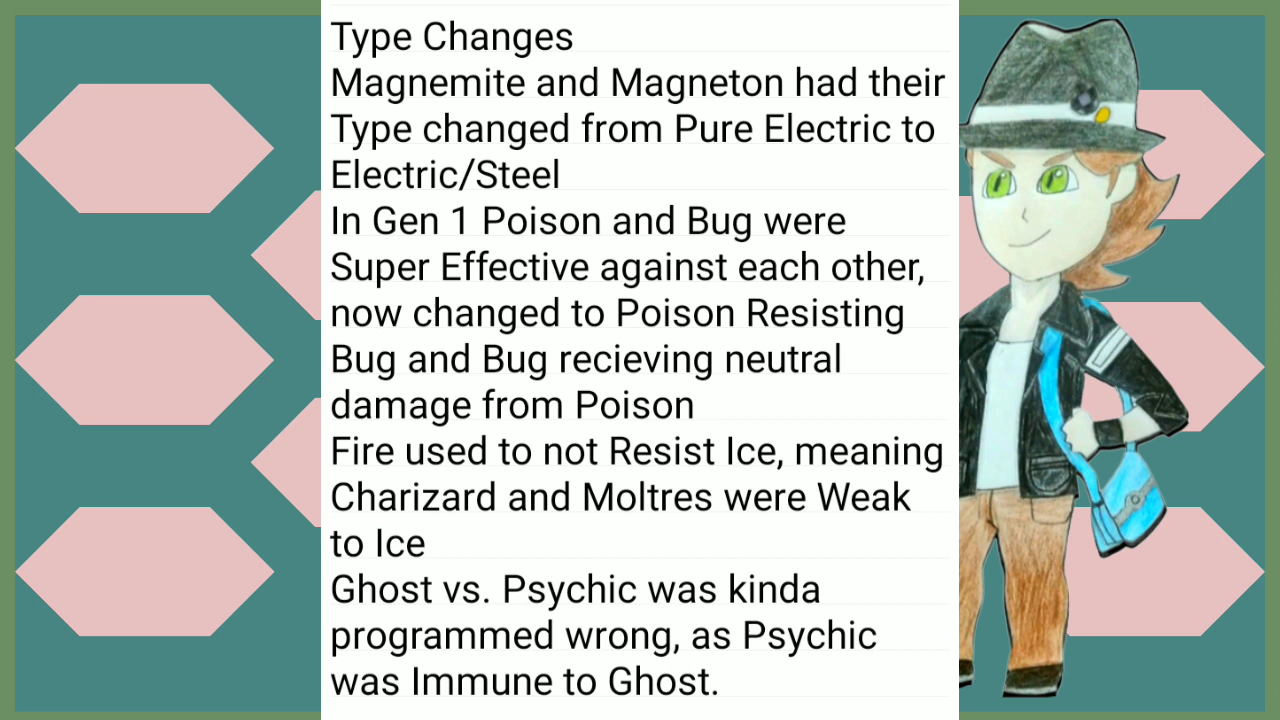 Type Changes
Magnemite and Magneton had their
Type changed from Pure Electric to
Electric/Steel
In Gen 1 Poison and Bug were
Super Effective against each other,
now changed to Poison Resisting
Bug and Bug recieving neutral
damage from Poison
Fire used to not Resist Ice, meaning
Charizard and Moltres were Weak
to Ice
Ghost vs. Psychic was kinda
programmed wrong, as Psychic
was Immune to Ghost.